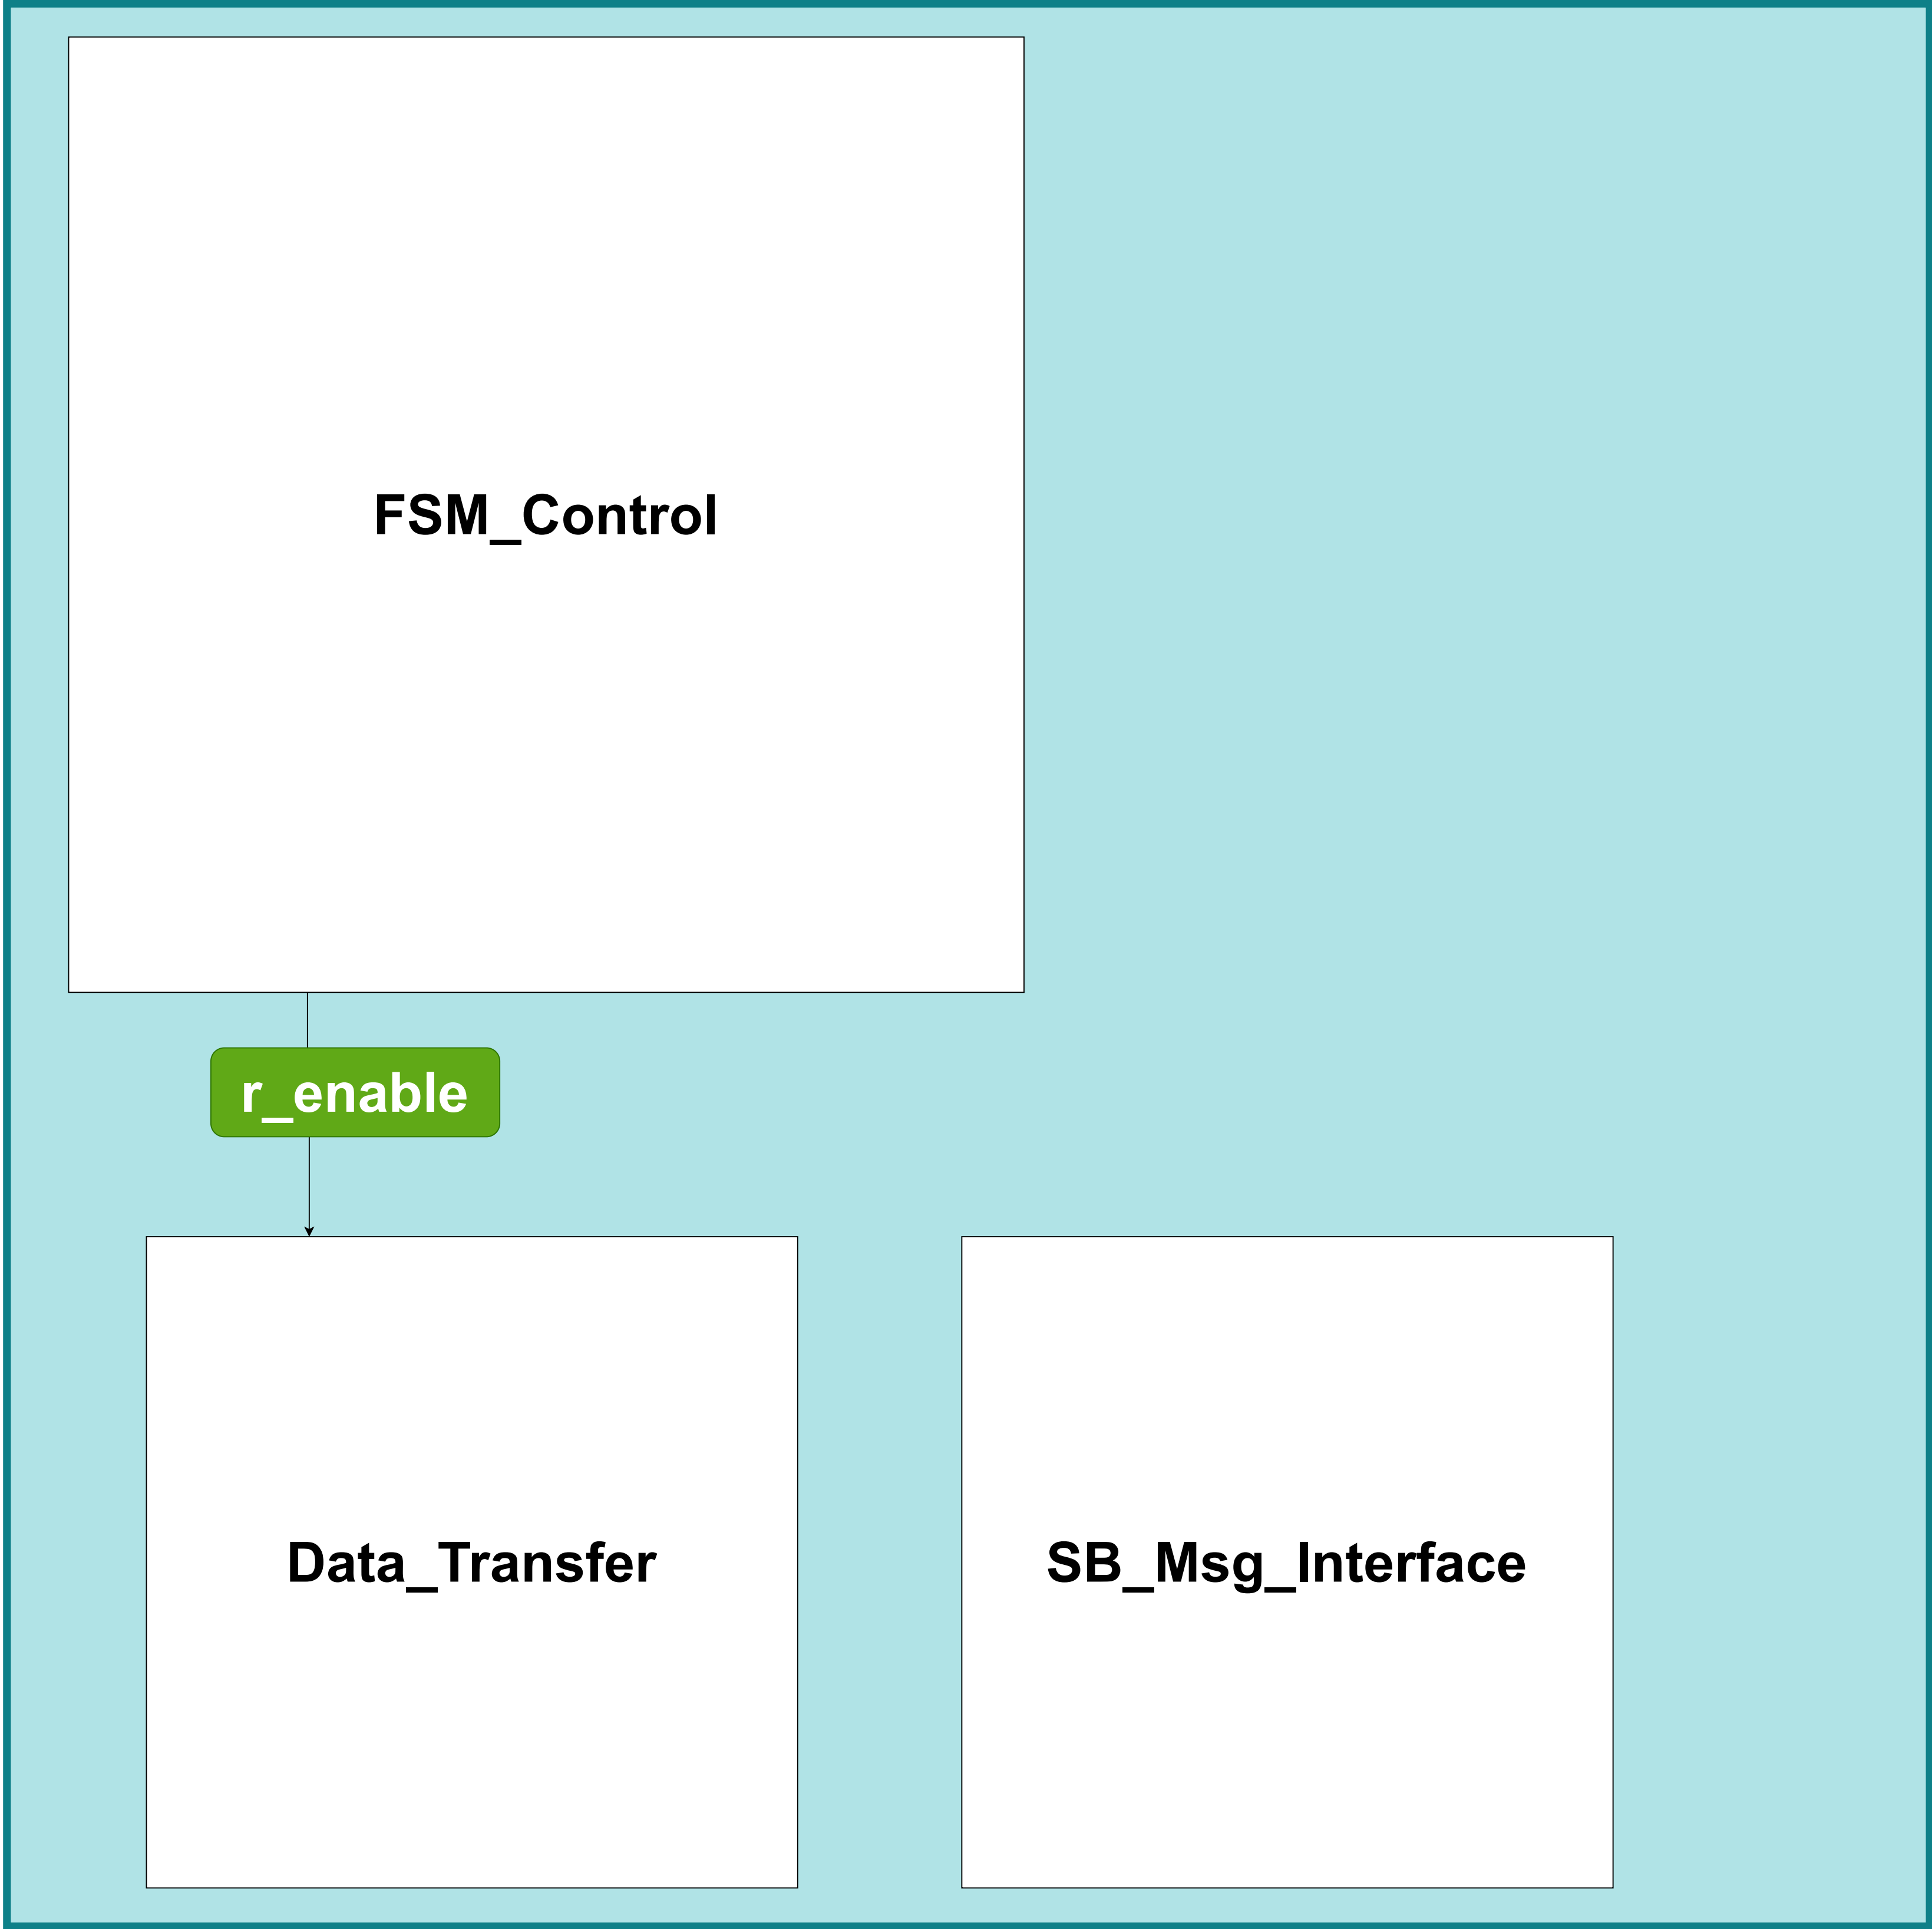 FSM_Control
r_enable
Data_Transfer
SB_Msg_Interface